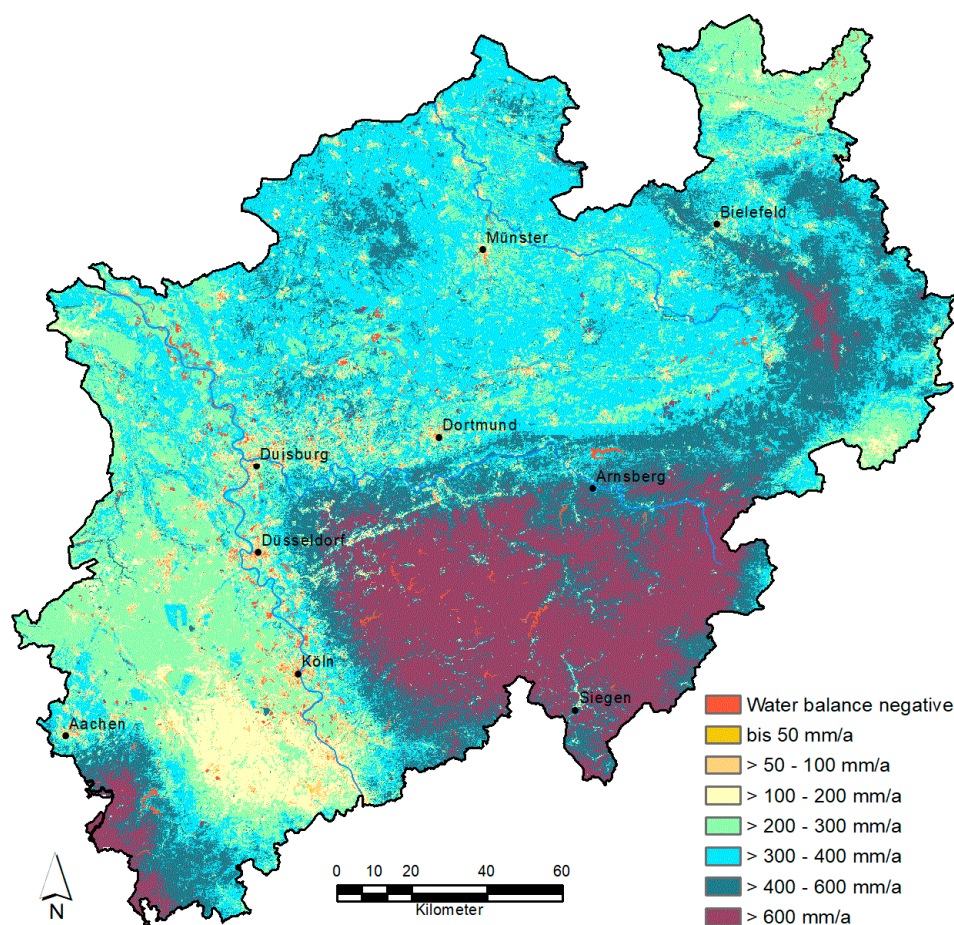 Bielefeld
Münster
Dortmund
Duisburg
Arnsberg
Düsseldorf
Köln
Siegen
Aachen
Water balance negative
bis 50 mm/a
> 50 - 100 mm/a
> 100 - 200 mm/a
> 200 - 300 mm/a
> 300 - 400 mm/a
> 400 - 600 mm/a
> 600 mm/a
0 10 20 40 60
Kilometer
N